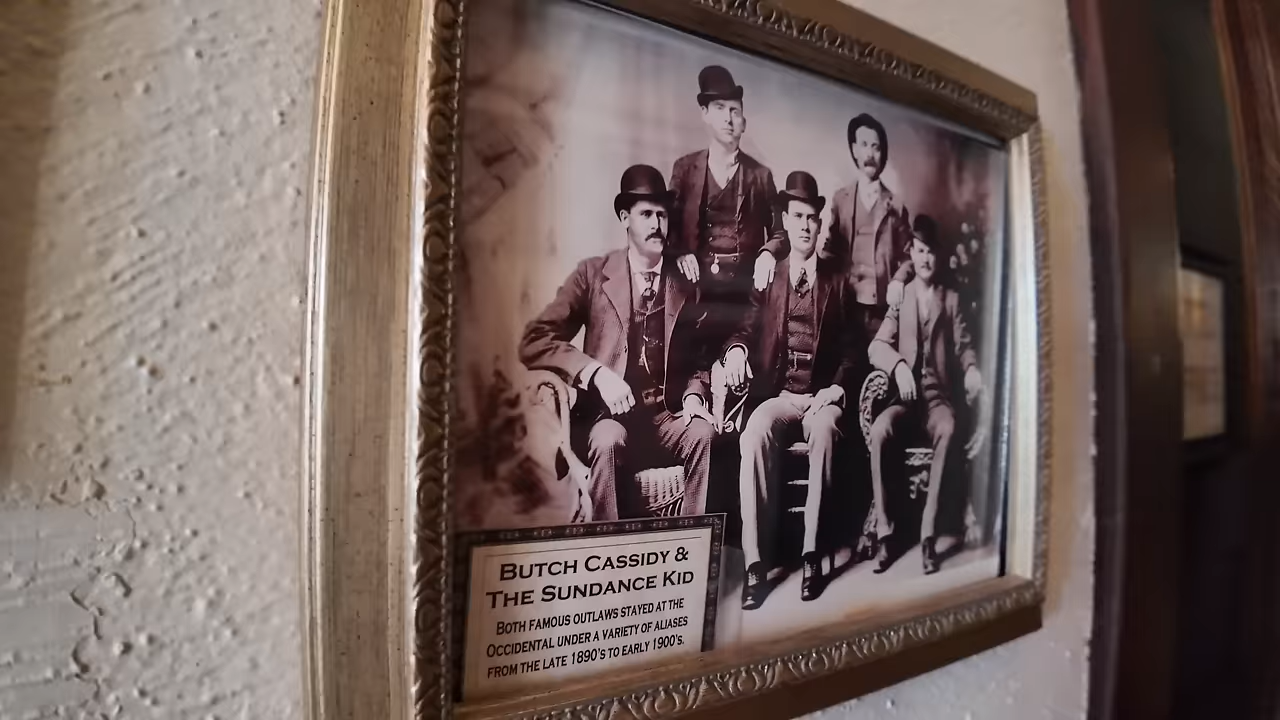 BUTCH CASSIDY &
THE SUNDANCE KID
BOTH FAMOUS OUTLAWS STAYED AT THE
OCCIDENTAL UNDER A VARIETY OF ALIASES
FROM THE LATE 1890'S TO EARLY 1900'S.